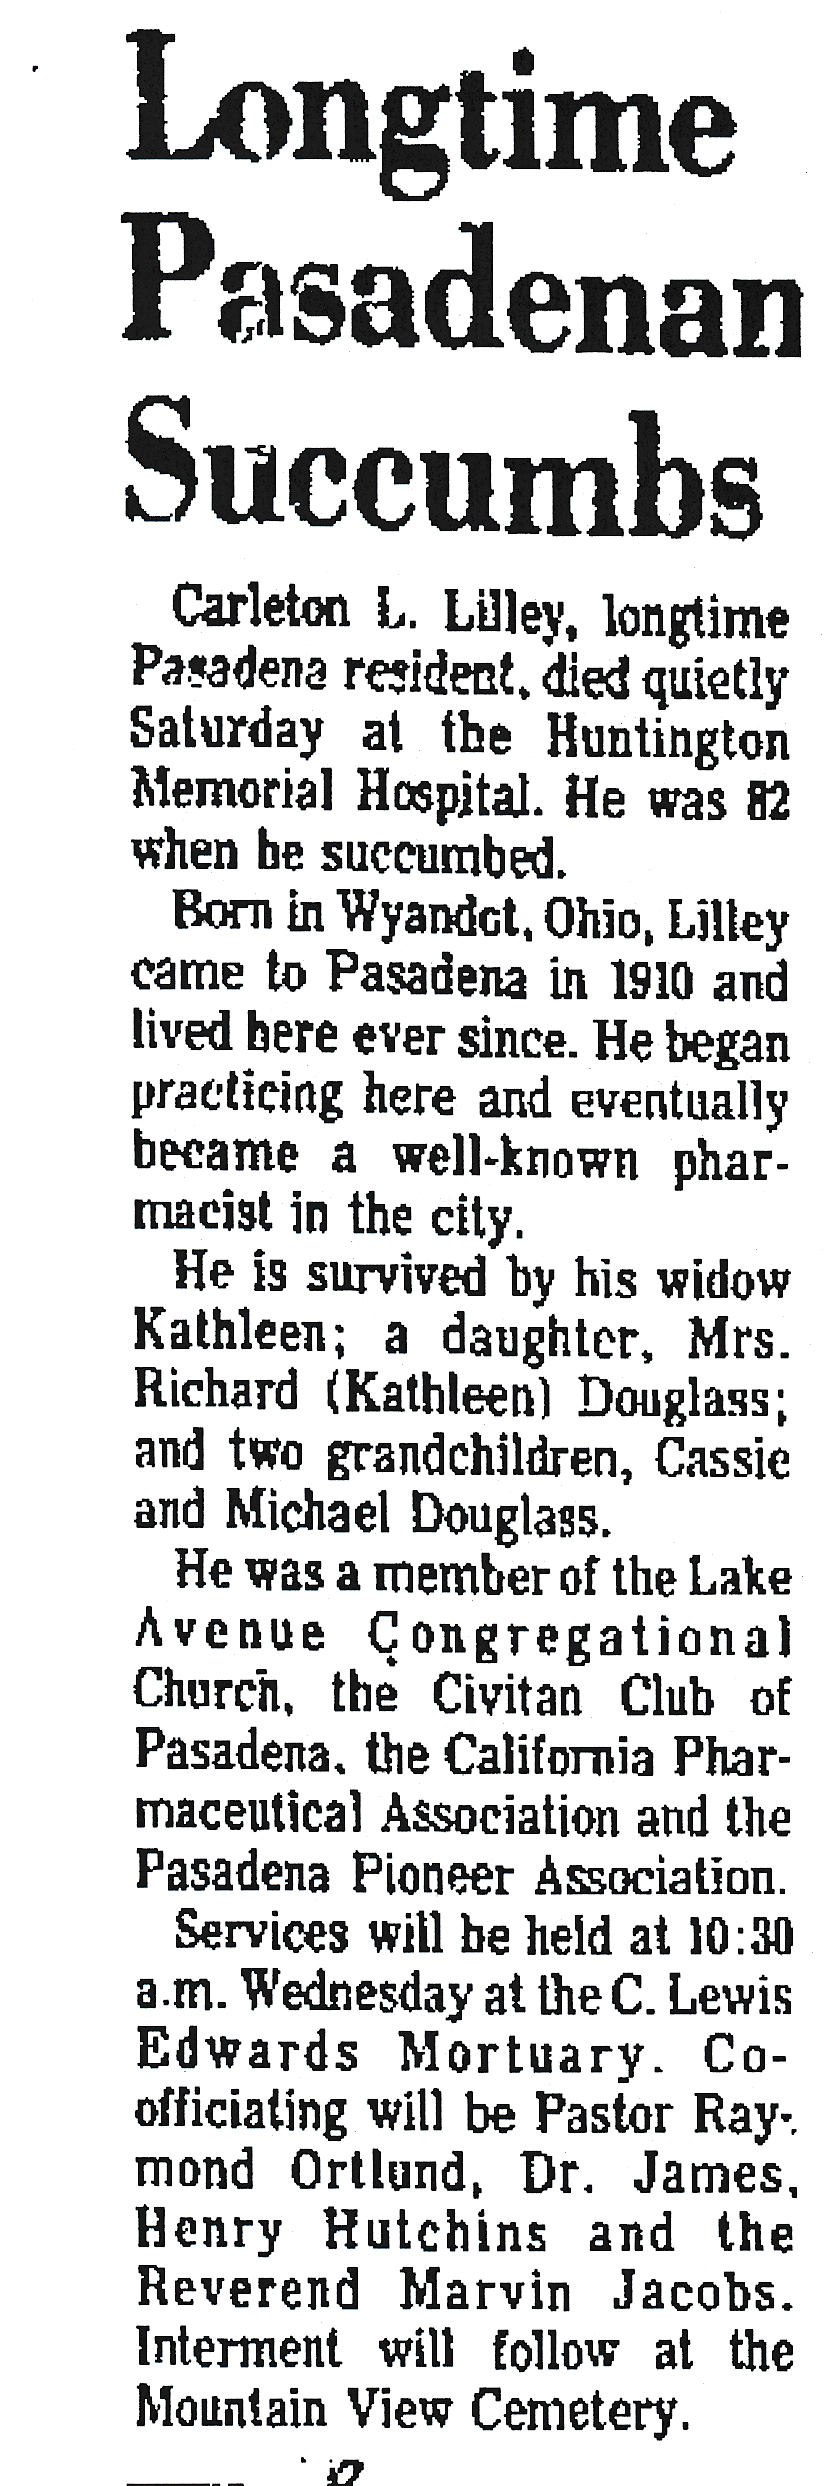 Longtime
Pasadenan
Succumbs
Carleton L. Lilley, longtime
Pasadena resident, died quietly
Saturday at the Huntington
Memorial Hospital. He was 82
when he succumbed.
Born in Wyandot, Ohio, Lilley
came to Pasadena in 1910 and
lived here ever since. He began
practicing here and eventually
became a well-known phar-
macist in the city.
He is survived by his widow
Kathleen; a daughter, Mrs.
Richard (Kathleen) Douglass;
and two grandchildren, Cassie
and Michael Douglass.
He was a member of the Lake
Avenue Congregational
Church, the Civitan Club of
Pasadena, the California Phar-
maceutical Association and the
Pasadena Pioneer Association.
Services will be held at 10:30
a.m. Wednesday at the C. Lewis
Edwards Mortuary. Co-
officiating will be Pastor Ray-
mond Ortlund, Dr. James,
Henry Hutchins and the
Reverend Marvin Jacobs.
Interment will follow at the
Mountain View Cemetery.